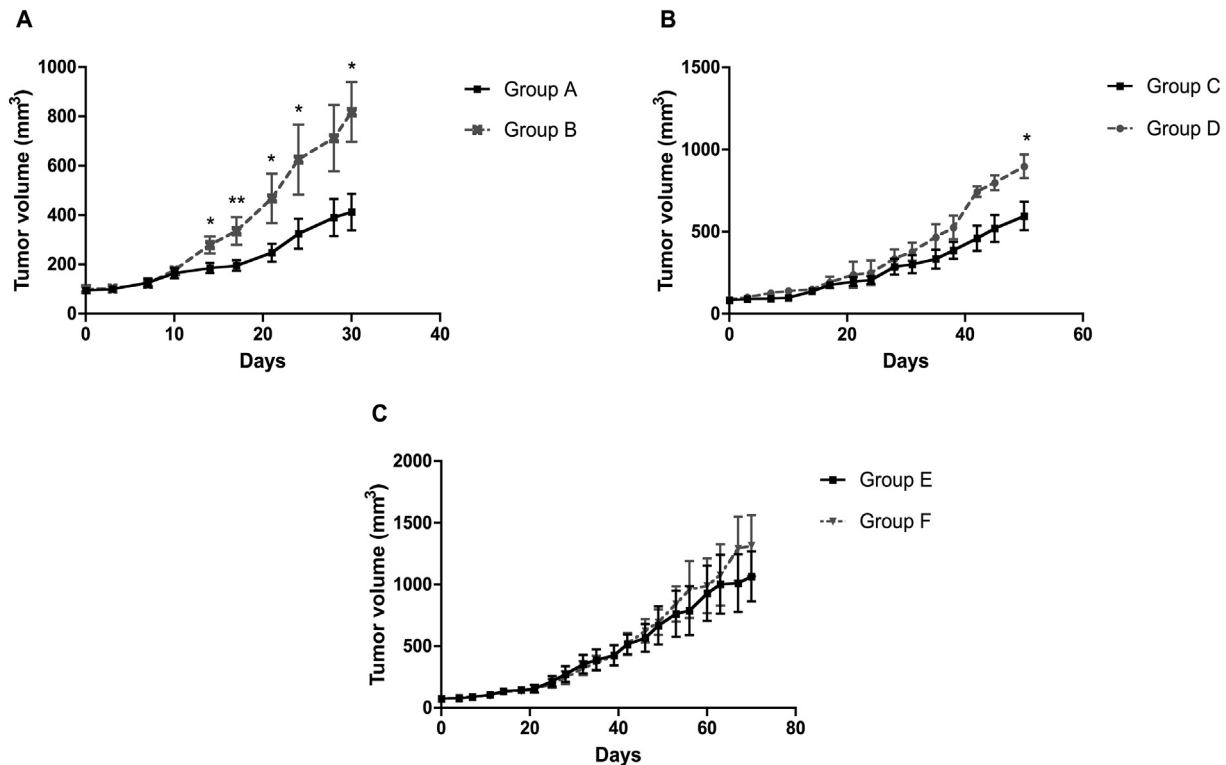 A
Tumor volume (mm³)
1000
800
600
400
200
0
0 10 20 30 40
Days
* ** * * *
Group A
Group B
B
Tumor volume (mm³)
1500
1000
500
0
0 20 40 60
Days
*
Group C
Group D
C
Tumor volume (mm³)
2000
1500
1000
500
0
0 20 40 60 80
Days
Group E
Group F